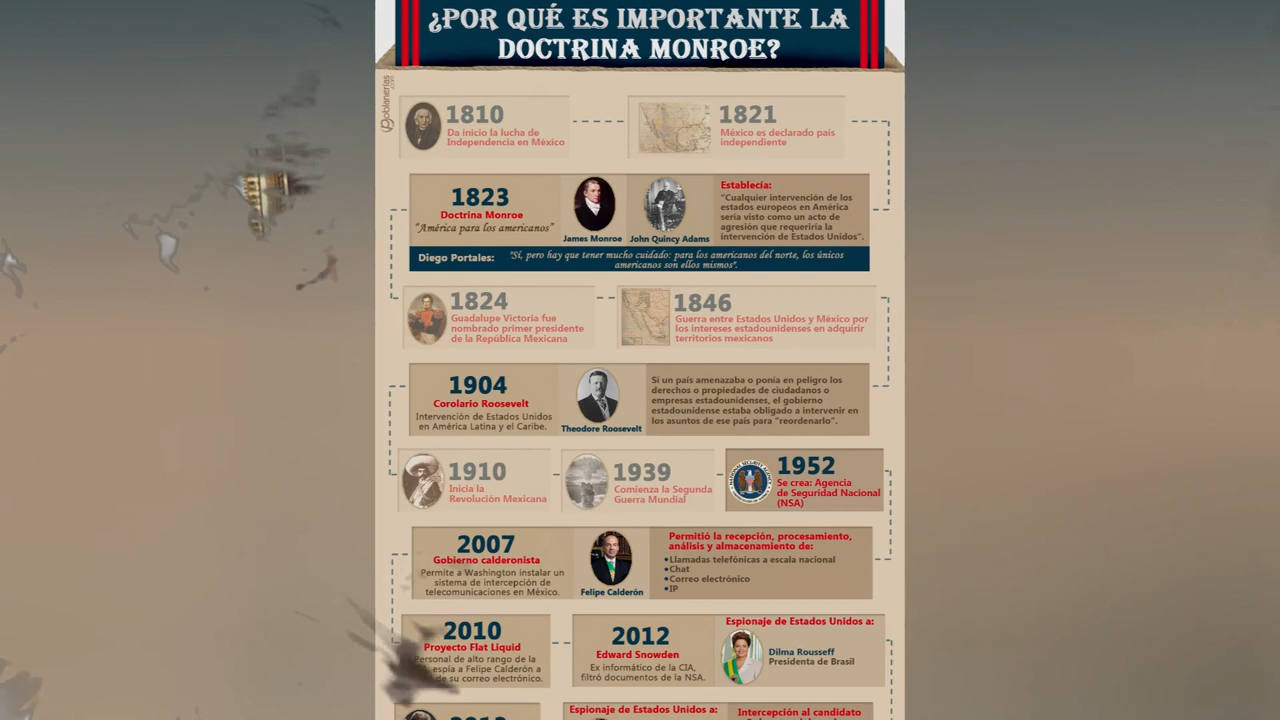 ¿POR QUÉ ES IMPORTANTE LA
DOCTRINA MONROE?
Poblanerias
.com
1810
Da inicio la lucha de
Independencia en México
1821
México es declarado país
independiente
1823
Doctrina Monroe
"América para los americanos"
James Monroe
John Quincy Adams
Establecía:
"Cualquier intervención de los
estados europeos en América
sería visto como un acto de
agresión que requeriría la
intervención de Estados Unidos".
Diego Portales:
"Sí, pero hay que tener mucho cuidado: para los americanos del norte, los únicos
americanos son ellos mismos".
1824
Guadalupe Victoria fue
nombrado primer presidente
de la República Mexicana
1846
Guerra entre Estados Unidos y México por
los intereses estadounidenses en adquirir
territorios mexicanos
1904
Corolario Roosevelt
Intervención de Estados Unidos
en América Latina y el Caribe.
Theodore Roosevelt
Si un país amenazaba o ponía en peligro los
derechos o propiedades de ciudadanos o
empresas estadounidenses, el gobierno
estadounidense estaba obligado a intervenir en
los asuntos de ese país para "reordenarlo".
1910
Inicia la
Revolución Mexicana
1939
Comienza la Segunda
Guerra Mundial
1952
Se crea: Agencia
de Seguridad Nacional
(NSA)
2007
Gobierno calderonista
Permite a Washington instalar un
sistema de intercepción de
telecomunicaciones en México.
Felipe Calderón
Permitió la recepción, procesamiento,
análisis y almacenamiento de:
•Llamadas telefónicas a escala nacional
•Chat
•Correo electrónico
•IP
2010
Proyecto Flat Liquid
Personal de alto rango de la
espía a Felipe Calderón a
de su correo electrónico.
2012
Edward Snowden
Ex informático de la CIA,
filtró documentos de la NSA.
Espionaje de Estados Unidos a:
Dilma Rousseff
Presidenta de Brasil
Espionaje de Estados Unidos a:
Intercepción al candidato